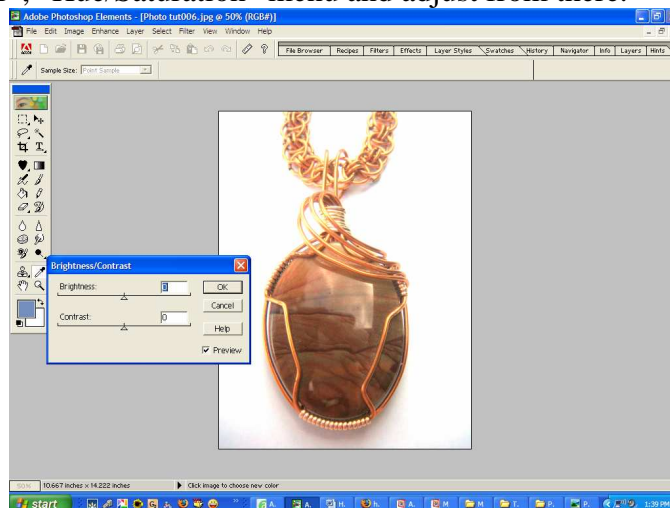 ", "Hue/Saturation" menu and adjust from there.
Adobe Photoshop Elements - [Photo tut006.jpg @ 50% (RGB#)]
File Edit Image Enhance Layer Select Filter View Window Help
File Browser Recipes Filters Effects Layer Styles Swatches History Navigator Info Layers Hints
Sample Size: Point Sample
Brightness/Contrast
Brightness: 0 OK
Cancel
Contrast: 0
Help
Preview
50% 10.667 inches x 14.222 inches Click image to choose new color
start A. A. H. h. A. M M T. P. P. 1:39 PM